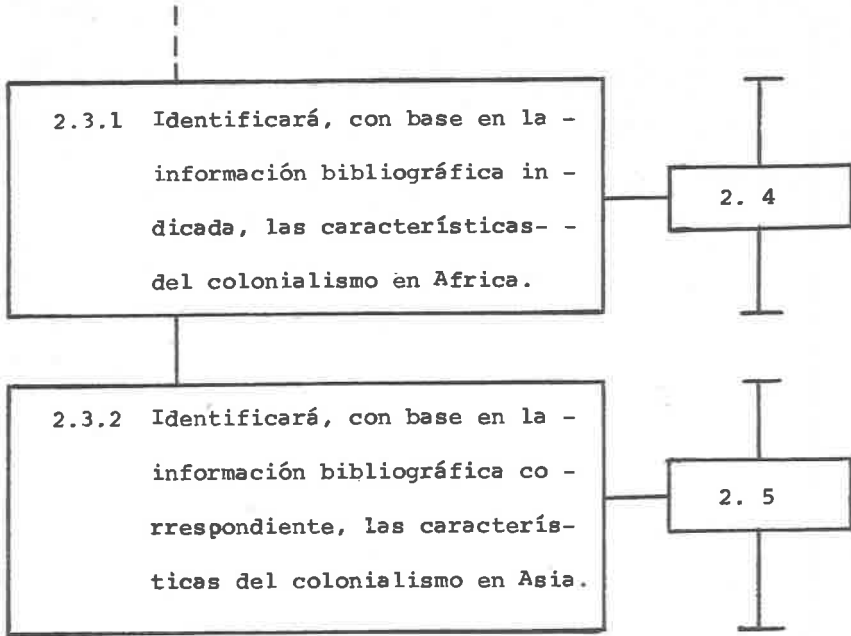 2.3.1 Identificará, con base en la -
información bibliográfica in -
dicada, las características- -
del colonialismo en Africa.
2. 4
2.3.2 Identificará, con base en la -
información bibliográfica co -
rrespondiente, las caracterís-
ticas del colonialismo en Asia.
2. 5